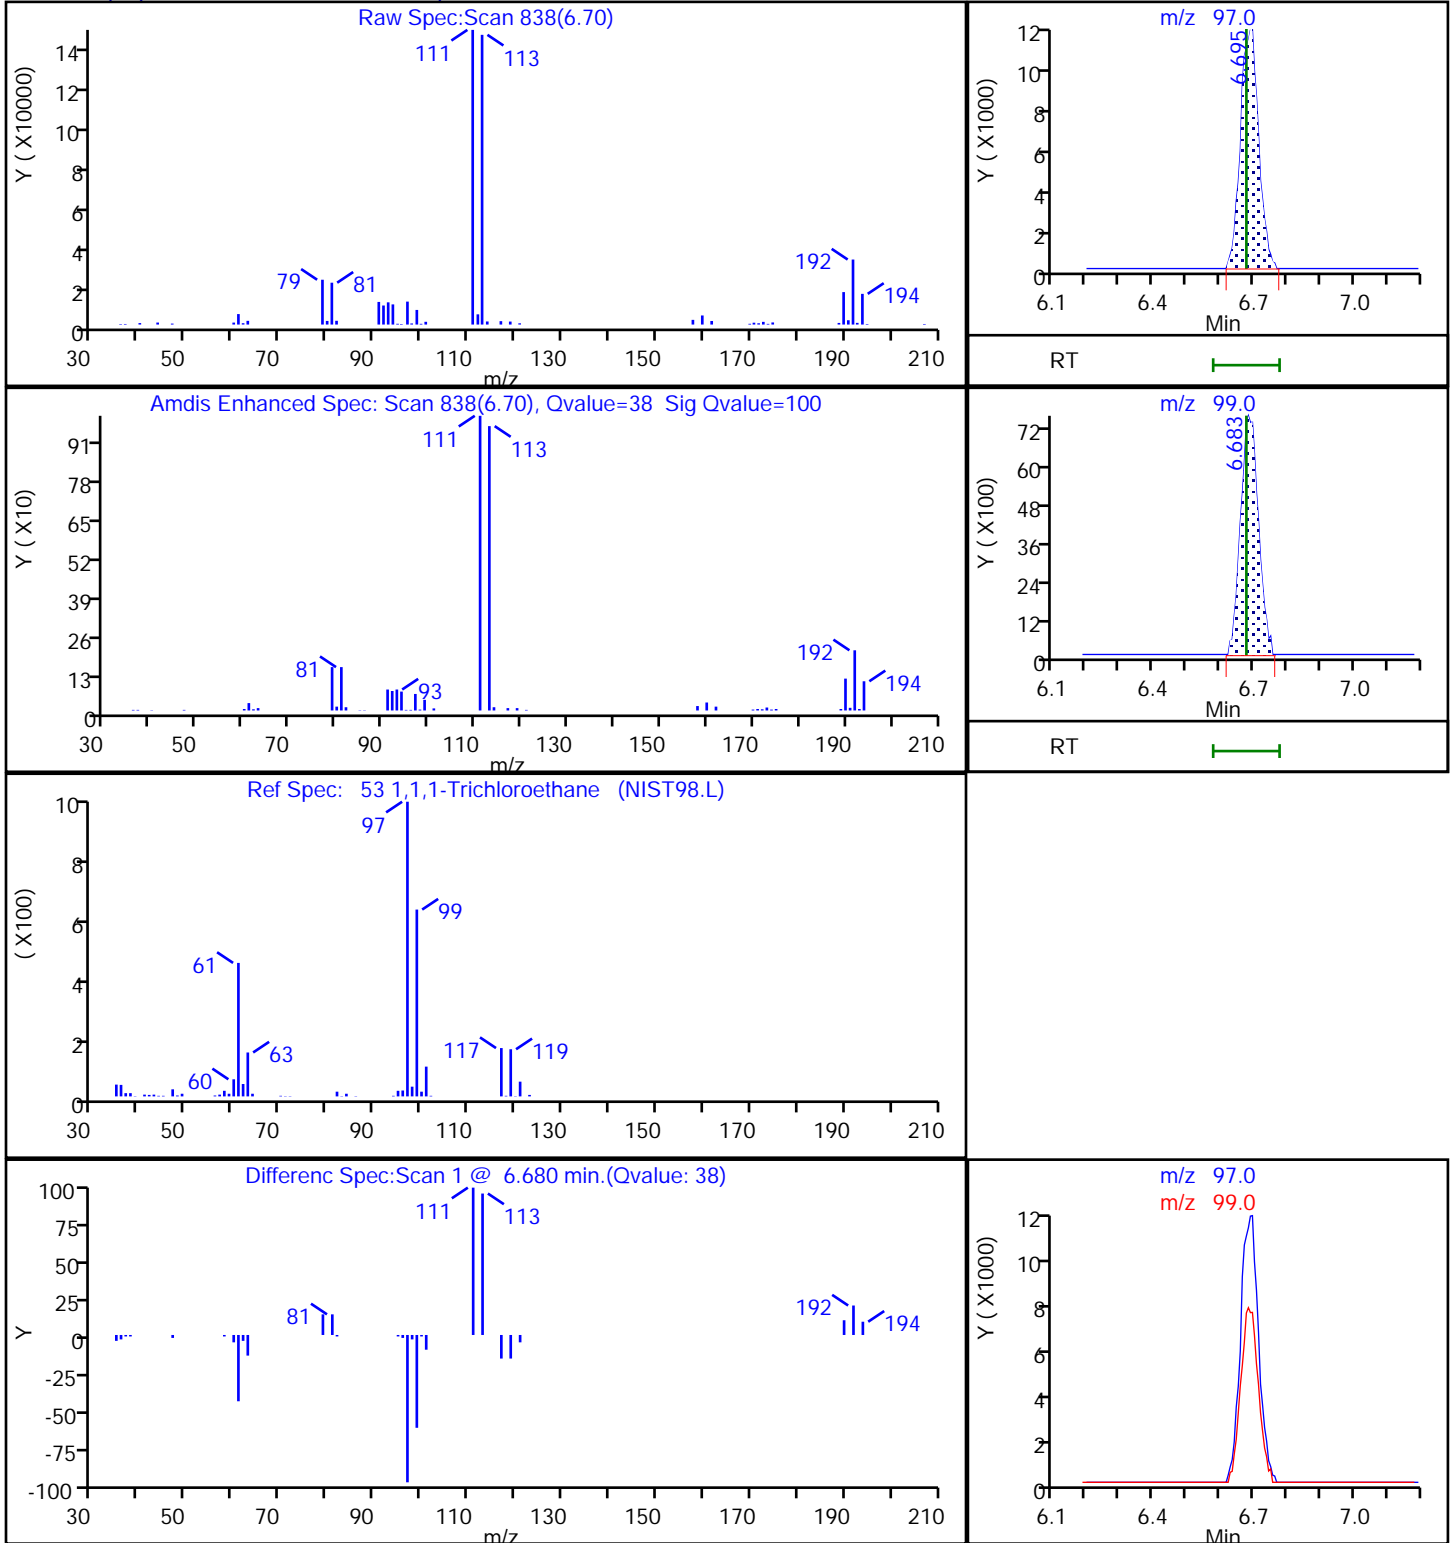 Raw Spec:Scan 838(6.70)
Y ( X10000)
14
12
10
8
6
4
2
0
111
113
79
81
192
194
30 50 70 90 110 130 150 170 190 210
m/z
m/z 97.0
Y ( X1000)
12
10
8
6
4
2
0
6.695
6.1 6.4 6.7 7.0
Min
RT
Amdis Enhanced Spec: Scan 838(6.70), Qvalue=38 Sig Qvalue=100
Y ( X10)
91
78
65
52
39
26
13
0
111
113
81
93
192
194
30 50 70 90 110 130 150 170 190 210
m/z
m/z 99.0
Y ( X100)
72
60
48
36
24
12
0
6.683
6.1 6.4 6.7 7.0
Min
RT
Ref Spec: 53 1,1,1-Trichloroethane (NIST98.L)
( X100)
10
8
6
4
2
0
97
99
61
60
63
117
119
30 50 70 90 110 130 150 170 190 210
Differenc Spec:Scan 1 @ 6.680 min.(Qvalue: 38)
Y
100
75
50
25
0
-25
-50
-75
-100
111
113
81
192
194
30 50 70 90 110 130 150 170 190 210
m/z
m/z 97.0
m/z 99.0
Y ( X1000)
12
10
8
6
4
2
0
6.1 6.4 6.7 7.0
Min